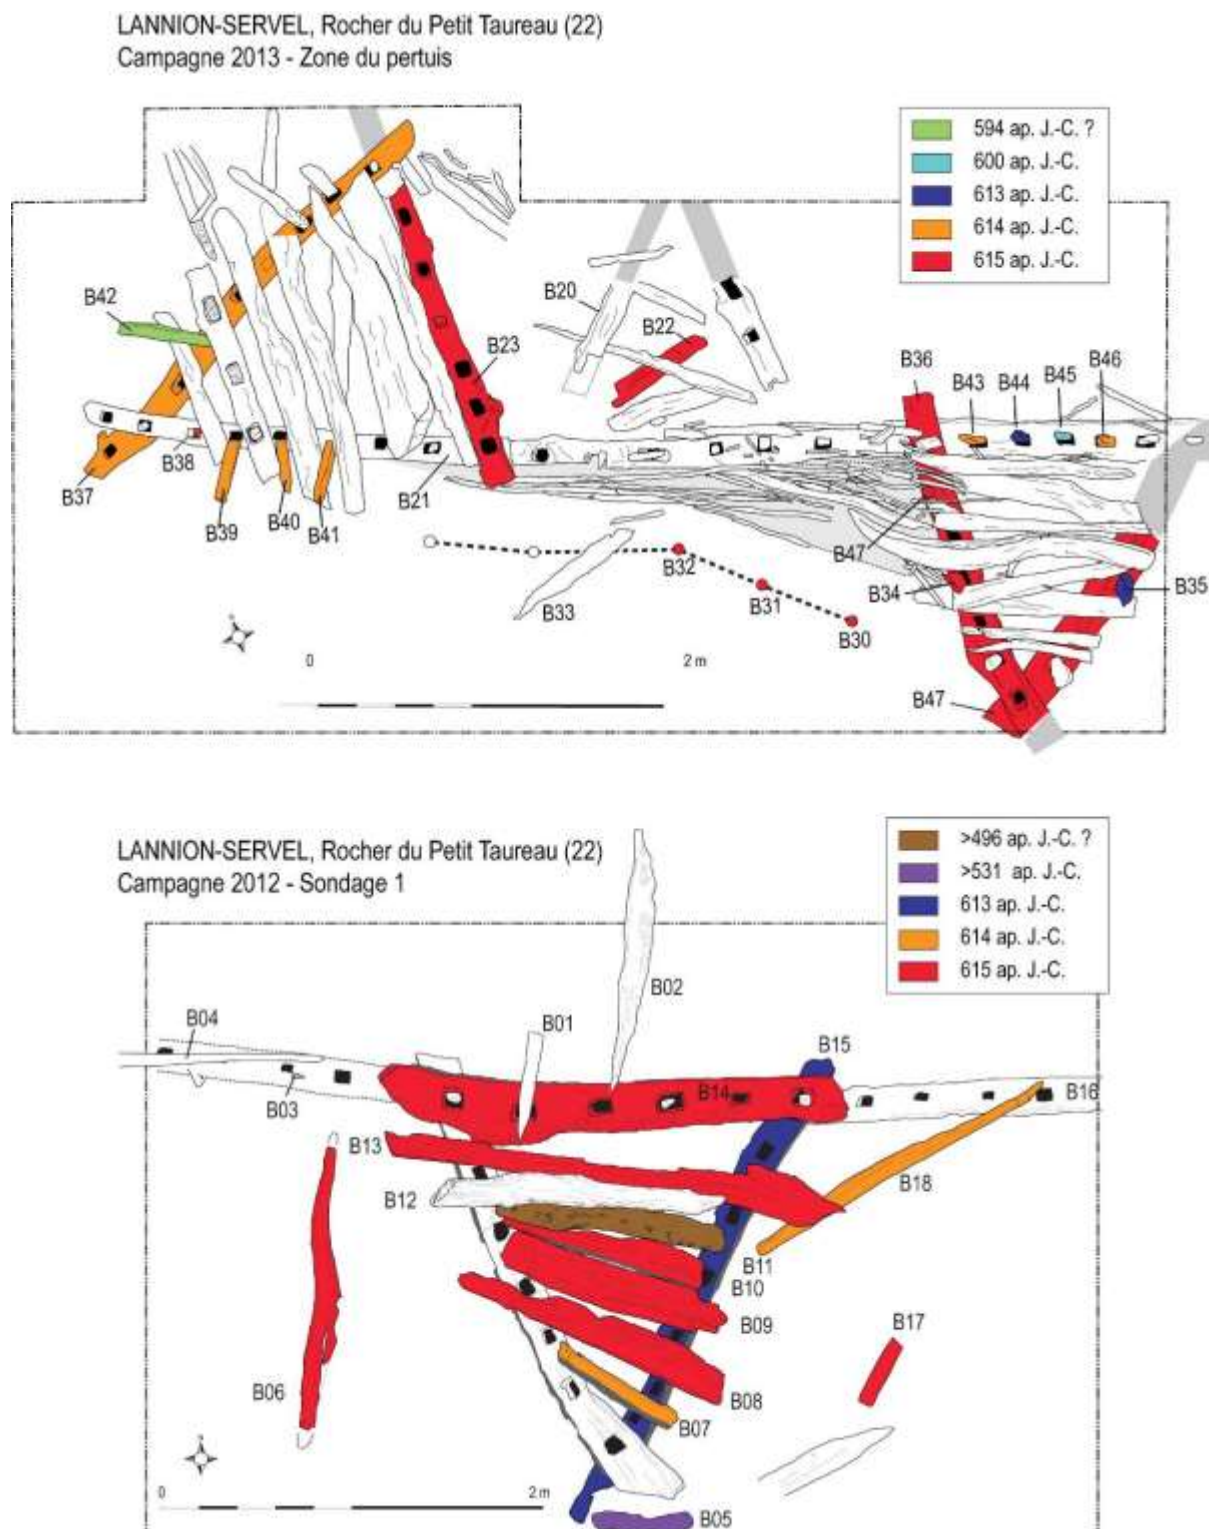 LANNION-SERVEL, Rocher du Petit Taureau (22)
Campagne 2013 - Zone du pertuis
594 ap. J.-C. ?
600 ap. J.-C.
613 ap. J.-C.
614 ap. J.-C.
615 ap. J.-C.
B42
B20
B22
B23
B36
B43
B44
B45
B46
B38
B37
B39
B40
B41
B21
B47
B32
B34
B35
B31
B33
B30
0
2 m
B47
LANNION-SERVEL, Rocher du Petit Taureau (22)
Campagne 2012 - Sondage 1
>496 ap. J.-C. ?
>531 ap. J.-C.
613 ap. J.-C.
614 ap. J.-C.
615 ap. J.-C.
B02
B04
B01
B15
B03
B14
B16
B13
B18
B12
B11
B10
B09
B17
B06
B08
B07
0
2 m
B05